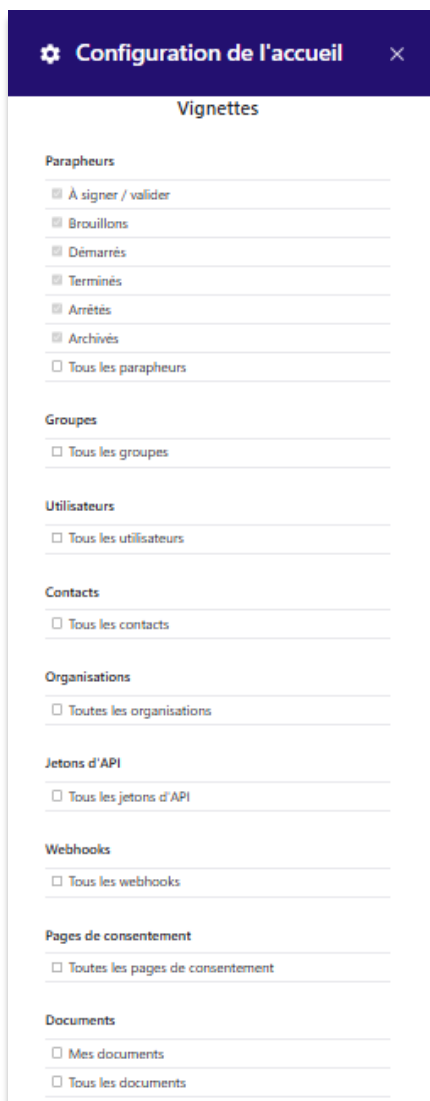 Configuration de l'accueil
Vignettes
Parapheurs
À signer / valider
Brouillons
Démarrés
Terminés
Arrêtés
Archivés
Tous les parapheurs
Groupes
Tous les groupes
Utilisateurs
Tous les utilisateurs
Contacts
Tous les contacts
Organisations
Toutes les organisations
Jetons d'API
Tous les jetons d'API
Webhooks
Tous les webhooks
Pages de consentement
Toutes les pages de consentement
Documents
Mes documents
Tous les documents